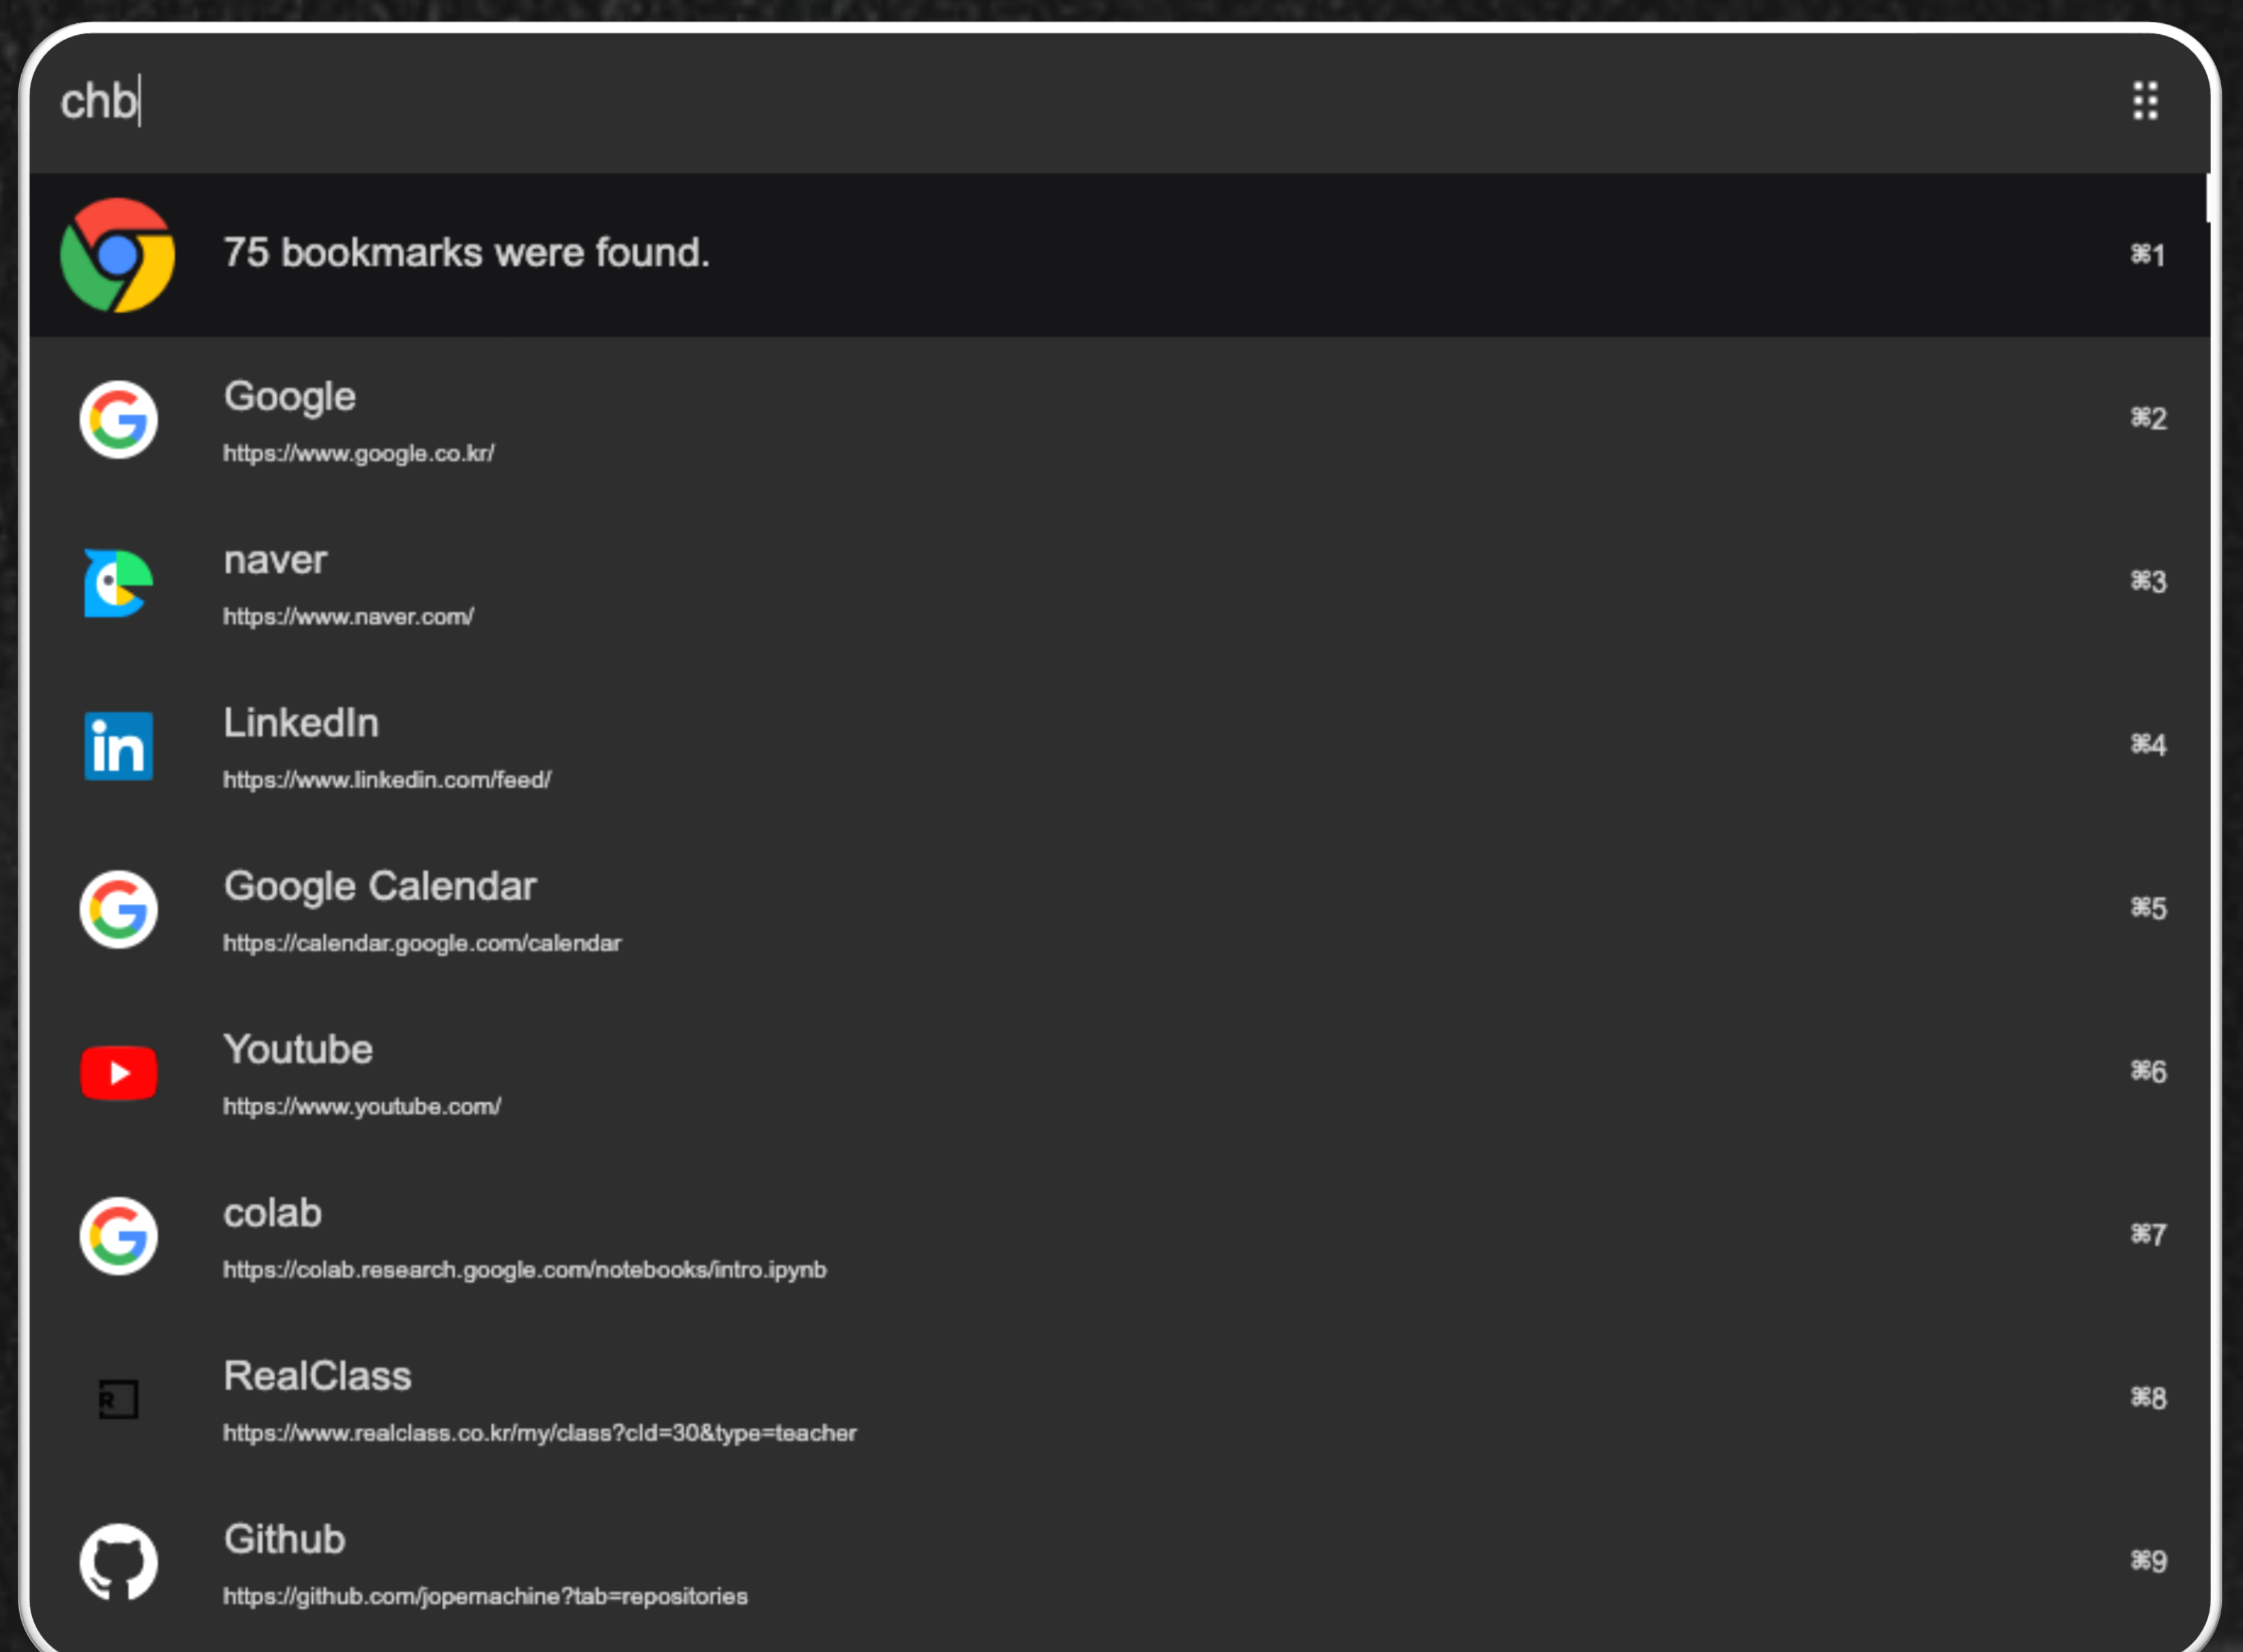 chb
75 bookmarks were found.
⌘1
Google
⌘2
https://www.google.co.kr/
naver
⌘3
https://www.naver.com/
in
LinkedIn
⌘4
https://www.linkedin.com/feed/
Google Calendar
⌘5
https://calendar.google.com/calendar
Youtube
⌘6
https://www.youtube.com/
colab
⌘7
https://colab.research.google.com/notebooks/intro.ipynb
R
RealClass
⌘8
https://www.realclass.co.kr/my/class?cId=30&type=teacher
Github
⌘9
https://github.com/jopemachine?tab=repositories